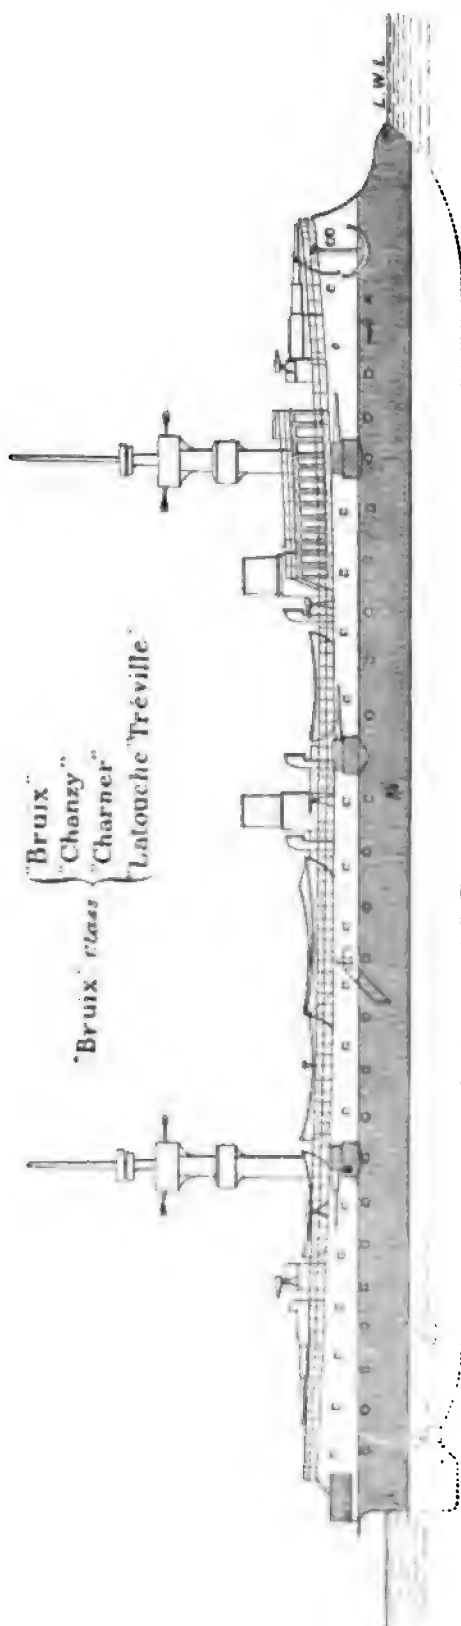 "Bruix" Class
"Bruix"
"Chanzy"
"Charner"
"Latouche "Tréville"
L.W.L